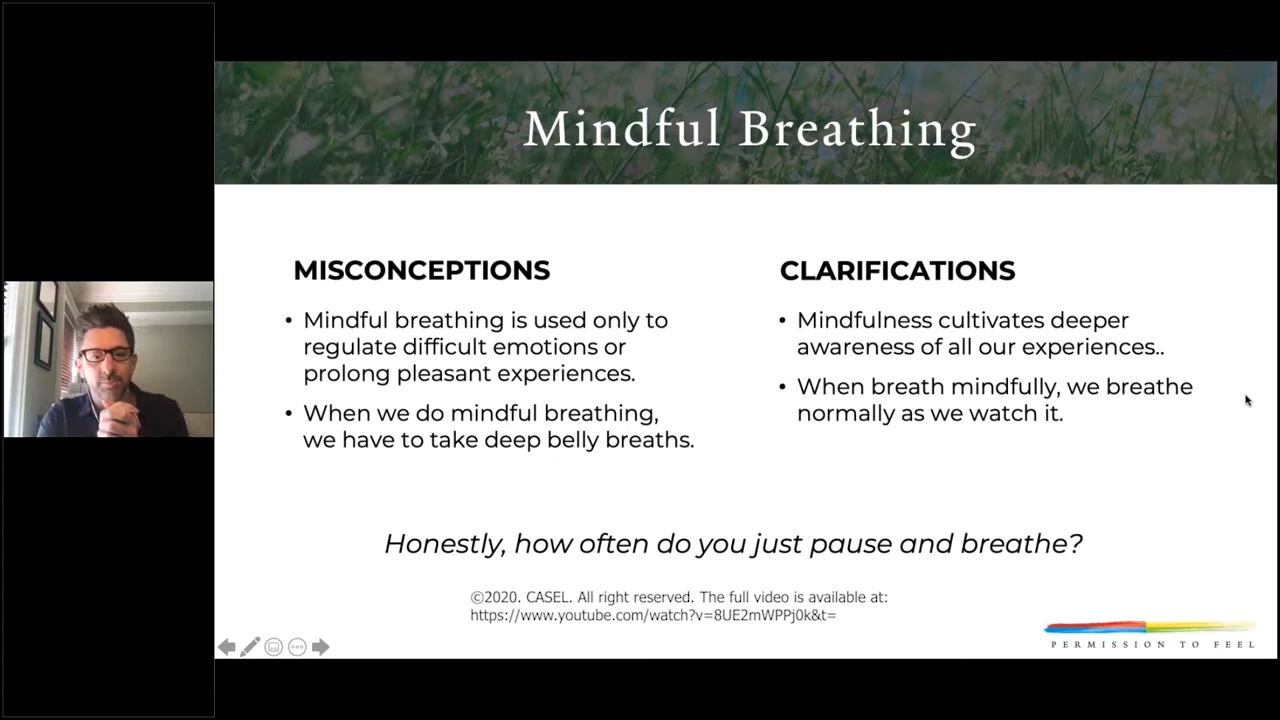 Mindful Breathing
MISCONCEPTIONS
• Mindful breathing is used only to
regulate difficult emotions or
prolong pleasant experiences.
• When we do mindful breathing,
we have to take deep belly breaths.
CLARIFICATIONS
• Mindfulness cultivates deeper
awareness of all our experiences..
• When breath mindfully, we breathe
normally as we watch it.
Honestly, how often do you just pause and breathe?
©2020. CASEL. All right reserved. The full video is available at:
https://www.youtube.com/watch?v=8UE2mWPPj0k&t=
PERMISSION TO FEEL